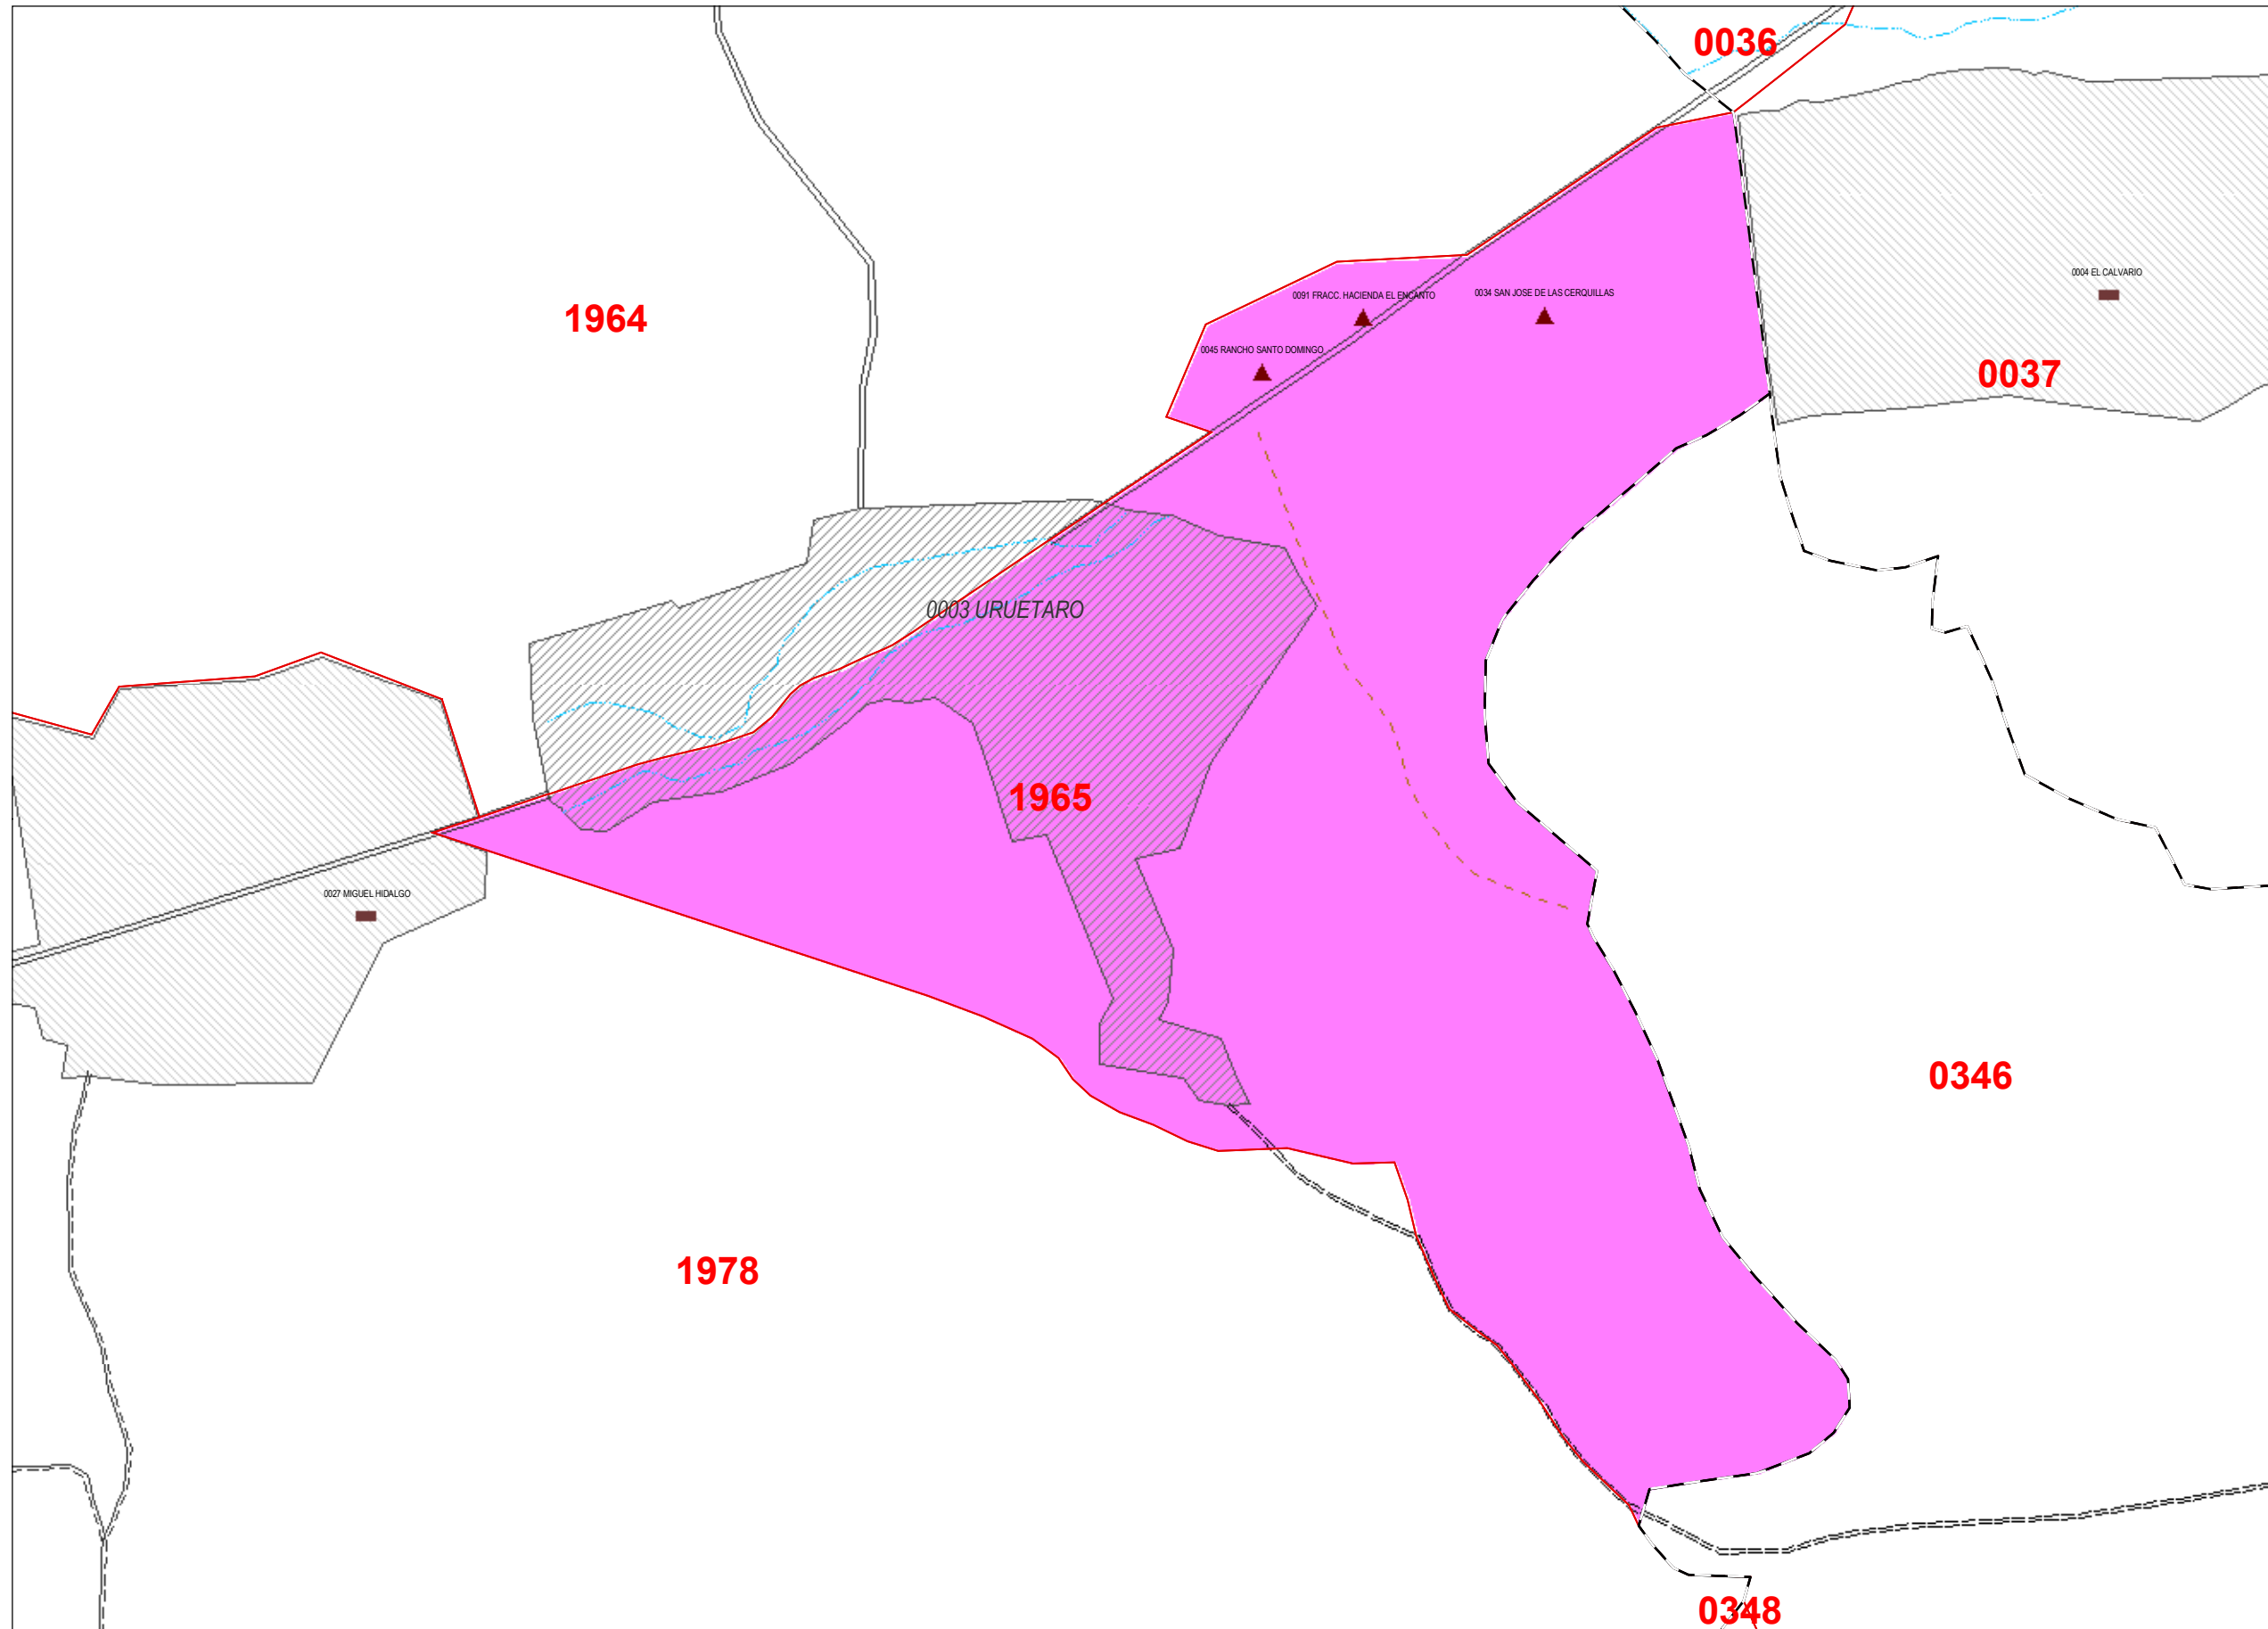 0036
0004 EL CALVARIO
0091 FRACC. HACIENDA EL ENCANTO
0034 SAN JOSE DE LAS CERQUILLAS
1964
0045 RANCHO SANTO DOMINGO
0037
0003 URUETARO
1965
0027 MIGUEL HIDALGO
0346
1978
0348